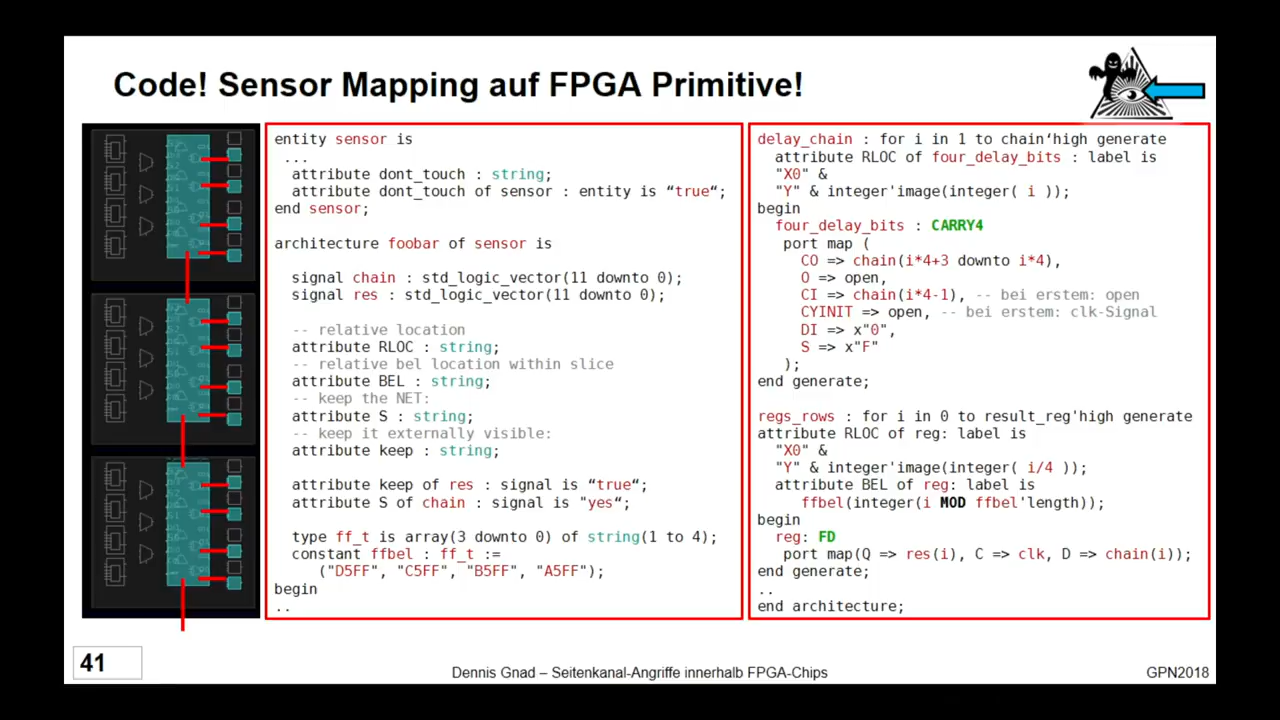 Code! Sensor Mapping auf FPGA Primitive!
entity sensor is
...
attribute dont_touch : string;
attribute dont_touch of sensor : entity is “true“;
end sensor;
architecture foobar of sensor is
signal chain : std_logic_vector(11 downto 0);
signal res : std_logic_vector(11 downto 0);
-- relative location
attribute RLOC : string;
-- relative bel location within slice
attribute BEL : string;
-- keep the NET:
attribute S : string;
-- keep it externally visible:
attribute keep : string;
attribute keep of res : signal is “true“;
attribute S of chain : signal is "yes“;
type ff_t is array(3 downto 0) of string(1 to 4);
constant ffbel : ff_t :=
("D5FF", "C5FF", "B5FF", "A5FF");
begin
..
delay_chain : for i in 1 to chain‘high generate
attribute RLOC of four_delay_bits : label is
"X0" &
"Y" & integer'image(integer( i ));
begin
four_delay_bits : CARRY4
port map (
CO => chain(i*4+3 downto i*4),
O => open,
CI => chain(i*4-1), -- bei erstem: open
CYINIT => open, -- bei erstem: clk-Signal
DI => x"0",
S => x"F"
);
end generate;
regs_rows : for i in 0 to result_reg'high generate
attribute RLOC of reg: label is
"X0" &
"Y" & integer'image(integer( i/4 ));
attribute BEL of reg: label is
ffbel(integer(i MOD ffbel'length));
begin
reg: FD
port map(Q => res(i), C => clk, D => chain(i));
end generate;
..
end architecture;
41
Dennis Gnad – Seitenkanal-Angriffe innerhalb FPGA-Chips
GPN2018